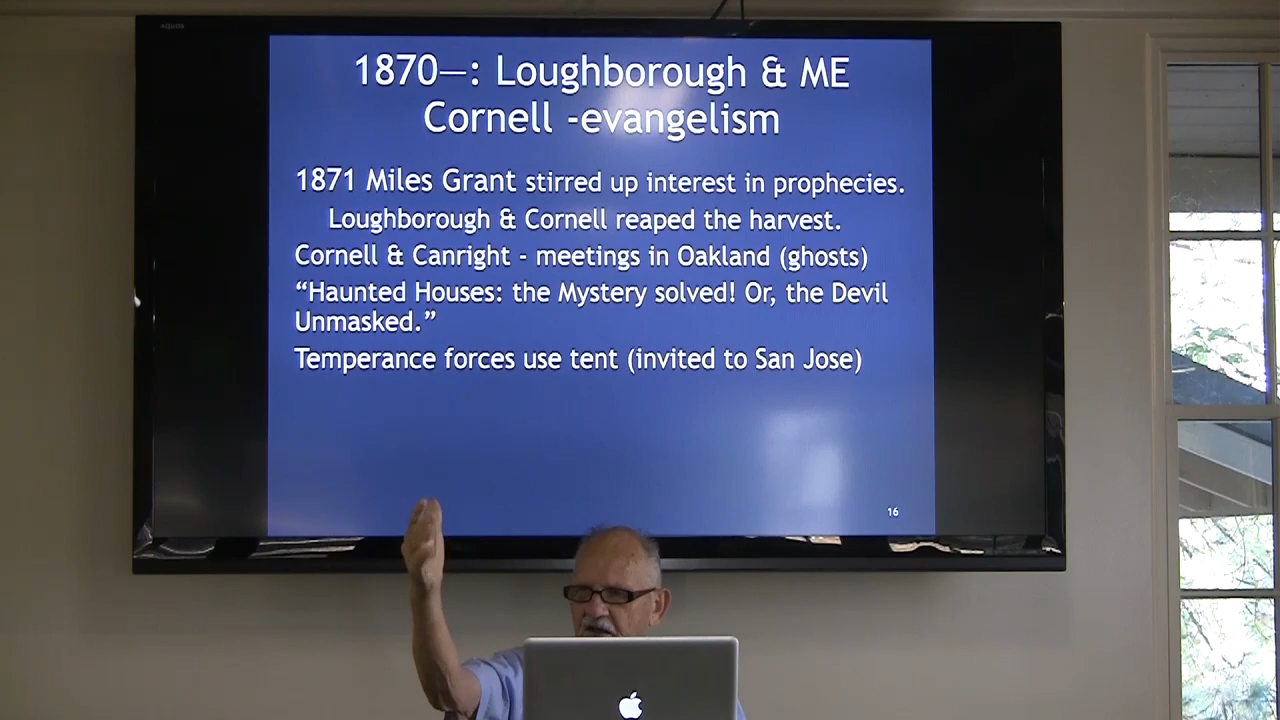 1870—: Loughborough & ME
Cornell -evangelism
1871 Miles Grant stirred up interest in prophecies.
Loughborough & Cornell reaped the harvest.
Cornell & Canright - meetings in Oakland (ghosts)
“Haunted Houses: the Mystery solved! Or, the Devil
Unmasked.”
Temperance forces use tent (invited to San Jose)
16